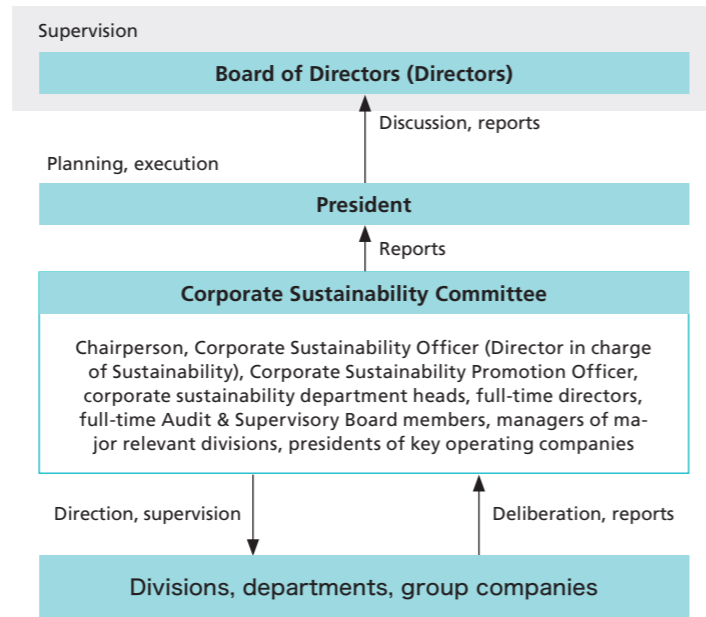 Supervision
Board of Directors (Directors)
Discussion, reports
Planning, execution
President
Reports
Corporate Sustainability Committee
Chairperson, Corporate Sustainability Officer (Director in charge
of Sustainability), Corporate Sustainability Promotion Officer,
corporate sustainability department heads, full-time directors,
full-time Audit & Supervisory Board members, managers of ma-
jor relevant divisions, presidents of key operating companies
Direction, supervision
Deliberation, reports
Divisions, departments, group companies